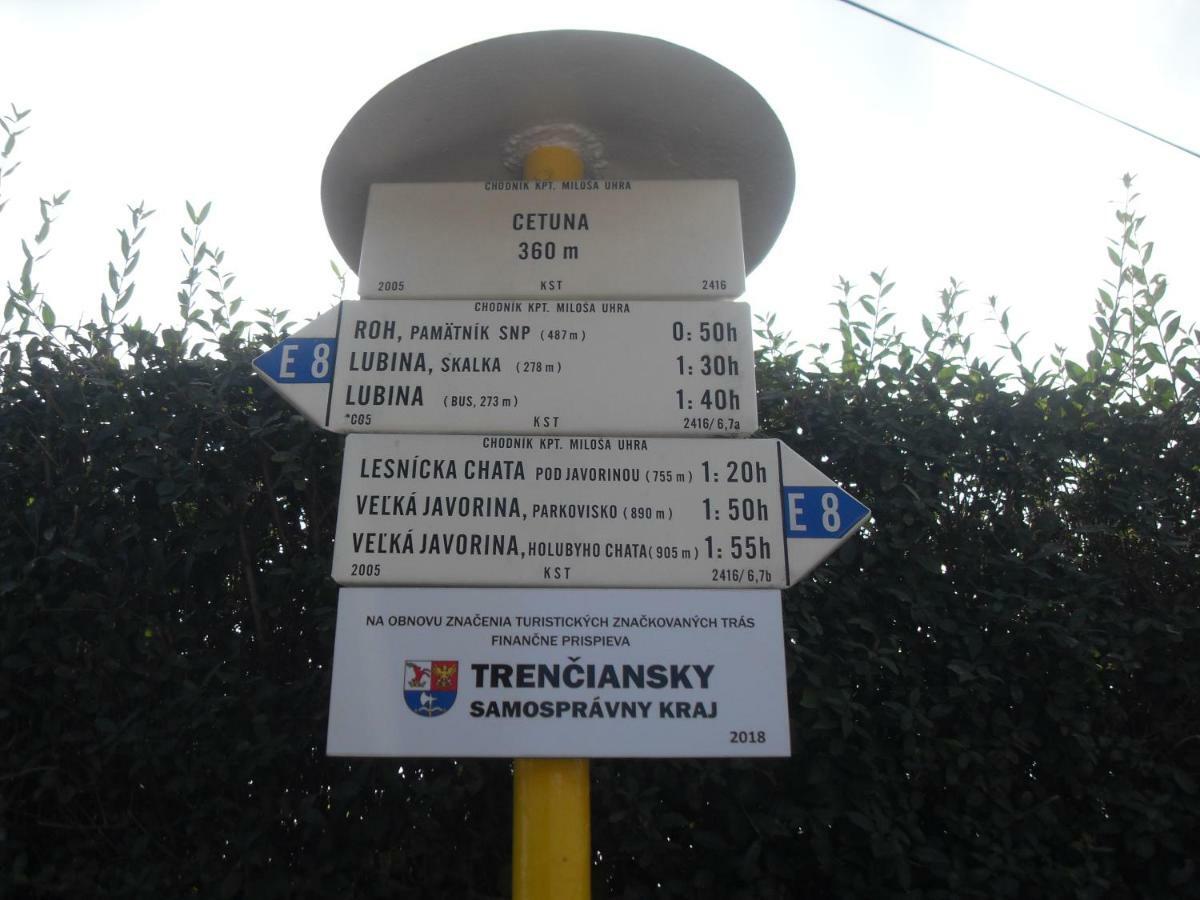 CHODNÍK KPT. MILOŠA UHRA
CETUNA
360 m
2005 KST 2416
CHODNÍK KPT. MILOŠA UHRA
ROH, PAMÄTNÍK SNP (487 m) 0:50h
E 8 LUBINA, SKALKA (278 m) 1:30h
LUBINA (BUS, 273 m) 1:40h
*C05 KST 2416/6,7a
CHODNÍK KPT. MILOŠA UHRA
LESNÍCKA CHATA POD JAVORINOU (755 m) 1:20h
VEĽKÁ JAVORINA, PARKOVISKO (890 m) 1:50h E 8
VEĽKÁ JAVORINA, HOLUBYHO CHATA (905 m) 1:55h
2005 KST 2416/6,7b
NA OBNOVU ZNAČENIA TURISTICKÝCH ZNAČKOVANÝCH TRÁS
FINANČNE PRISPIEVA
TRENČIANSKY
SAMOSPRÁVNY KRAJ
2018